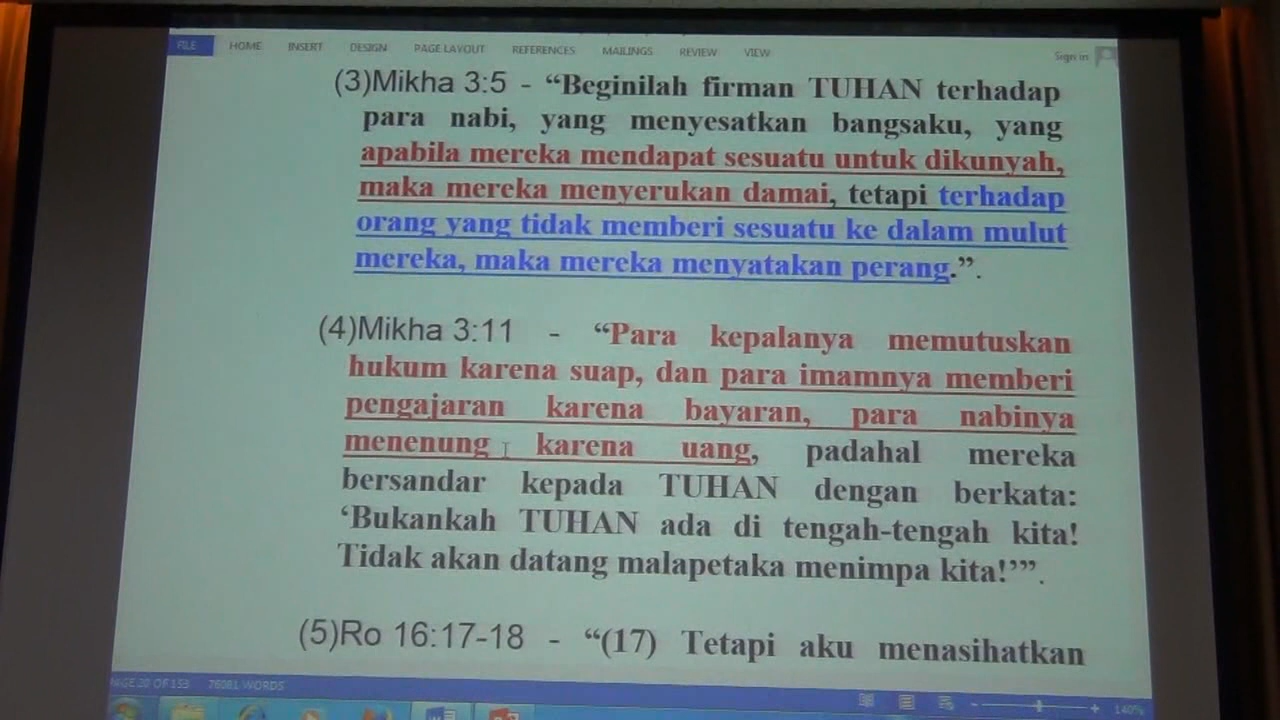 FILE HOME INSERT DESIGN PAGE LAYOUT REFERENCES MAILINGS REVIEW VIEW Sign in
(3)Mikha 3:5 - “Beginilah firman TUHAN terhadap
para nabi, yang menyesatkan bangsaku, yang
apabila mereka mendapat sesuatu untuk dikunyah,
maka mereka menyerukan damai, tetapi terhadap
orang yang tidak memberi sesuatu ke dalam mulut
mereka, maka mereka menyatakan perang.”.
(4)Mikha 3:11 - “Para kepalanya memutuskan
hukum karena suap, dan para imamnya memberi
pengajaran karena bayaran, para nabinya
menenung karena uang, padahal mereka
bersandar kepada TUHAN dengan berkata:
‘Bukankah TUHAN ada di tengah-tengah kita!
Tidak akan datang malapetaka menimpa kita!’”.
(5)Ro 16:17-18 - “(17) Tetapi aku menasihatkan
PAGE 20 OF 153 76081 WORDS 140%